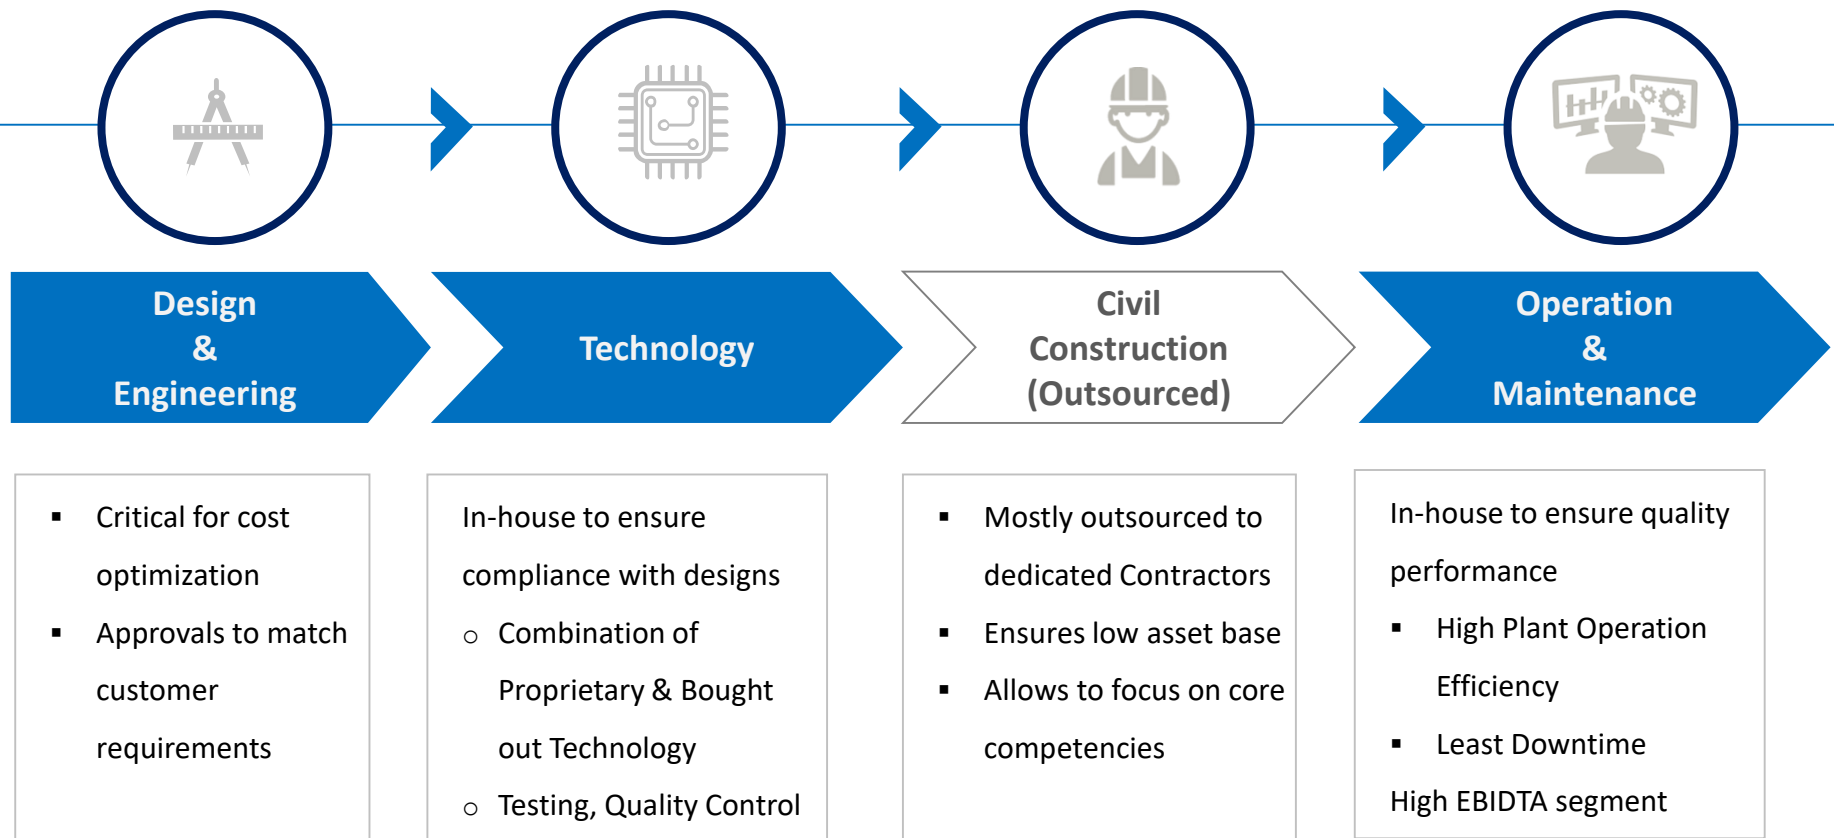 Design
&
Engineering
Technology
Civil
Construction
(Outsourced)
Operation
&
Maintenance
▪ Critical for cost
optimization
▪ Approvals to match
customer
requirements
In-house to ensure
compliance with designs
o Combination of
Proprietary & Bought
out Technology
o Testing, Quality Control
▪ Mostly outsourced to
dedicated Contractors
▪ Ensures low asset base
▪ Allows to focus on core
competencies
In-house to ensure quality
performance
▪ High Plant Operation
Efficiency
▪ Least Downtime
High EBIDTA segment